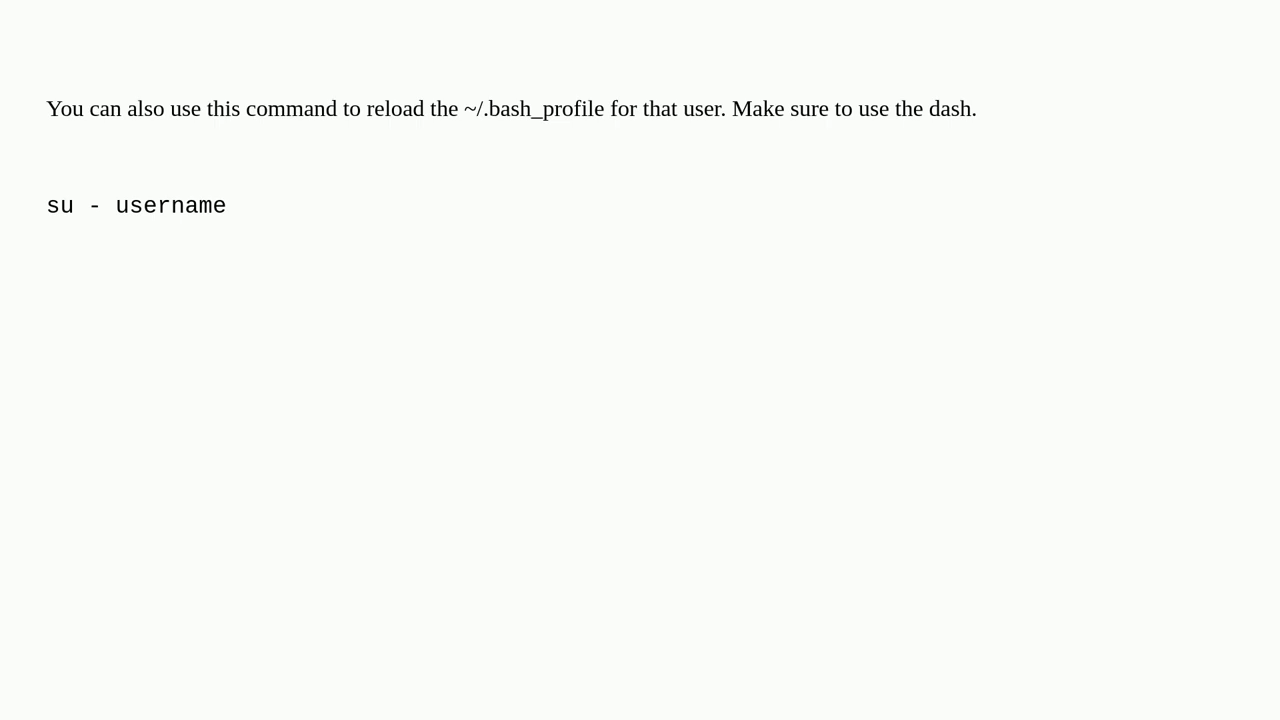 You can also use this command to reload the ~/.bash_profile for that user. Make sure to use the dash.
su - username